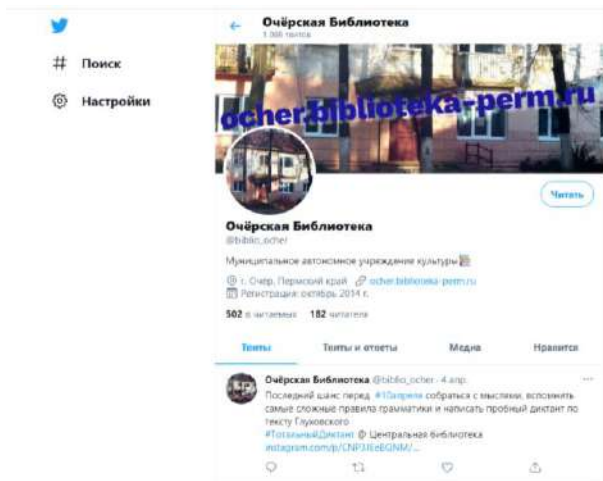 Очёрская Библиотека
твитов
# Поиск
Настройки
ocher.biblioteka-perm.ru
Читать
Очёрская Библиотека
@biblio_ocher
Муниципальное автономное учреждение культуры
г. Очёр, Пермский край ocher.biblioteka-perm.ru
Регистрация: октябрь 2014 г.
502 в читаемых 182 читателя
Твиты Твиты и ответы Медиа Нравится
Очёрская Библиотека @biblio_ocher · 4 апр.
Последний шанс перед #10апреля собраться с мыслями, вспомнить
самые сложные правила грамматики и написать пробный диктант по
тексту Глуховского
#ТотальныйДиктант @ Центральная библиотека